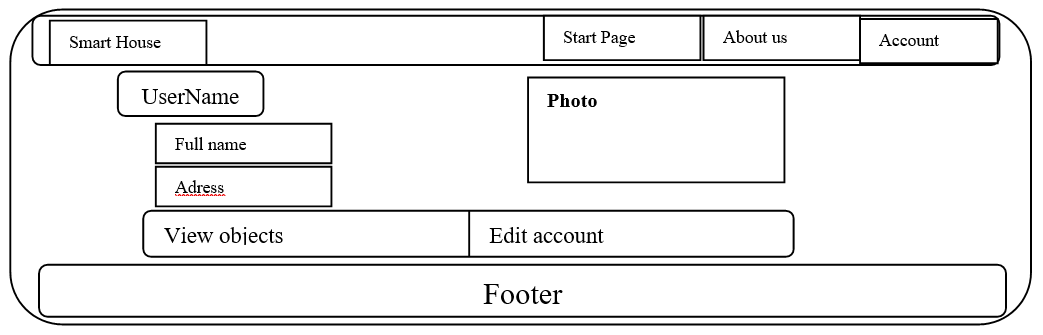 Smart House
Start Page
About us
Account
UserName
Photo
Full name
Adress
View objects
Edit account
Footer